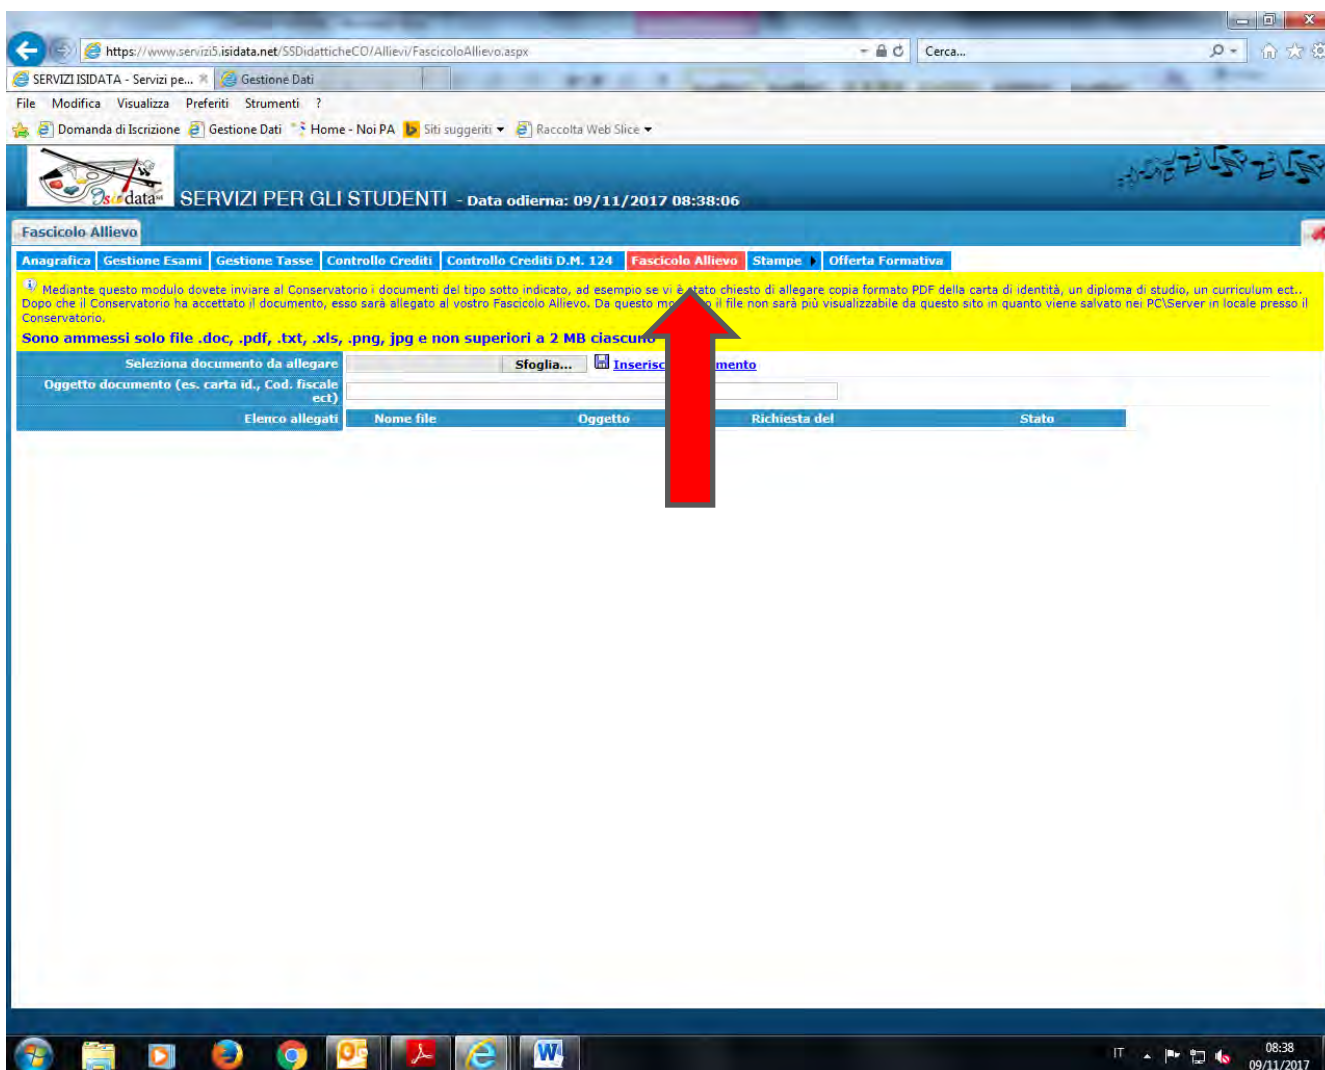 https://www.servizi5.isidata.net/SSDidatticheCO/Allievi/FascicoloAllievo.aspx
Cerca...
SERVIZI ISIDATA - Servizi pe...
Gestione Dati
File Modifica Visualizza Preferiti Strumenti ?
Domanda di Iscrizione Gestione Dati Home - Noi PA Siti suggeriti Raccolta Web Slice
Isidata
SERVIZI PER GLI STUDENTI - Data odierna: 09/11/2017 08:38:06
Fascicolo Allievo
Anagrafica Gestione Esami Gestione Tasse Controllo Crediti Controllo Crediti D.M. 124 Fascicolo Allievo Stampe Offerta Formativa
Mediante questo modulo dovete inviare al Conservatorio i documenti del tipo sotto indicato, ad esempio se vi è stato chiesto di allegare copia formato PDF della carta di identità, un diploma di studio, un curriculum ect..
Dopo che il Conservatorio ha accettato il documento, esso sarà allegato al vostro Fascicolo Allievo. Da questo il file non sarà più visualizzabile da questo sito in quanto viene salvato nei PC\Server in locale presso il
Conservatorio.
Sono ammessi solo file .doc, .pdf, .txt, .xls, .png, jpg e non superiori a 2 MB ciascuno
Seleziona documento da allegare Sfoglia...
Oggetto documento (es. carta id., Cod. fiscale
ect)
Elenco allegati Nome file Oggetto Richiesta del Stato
IT
08:38
09/11/2017